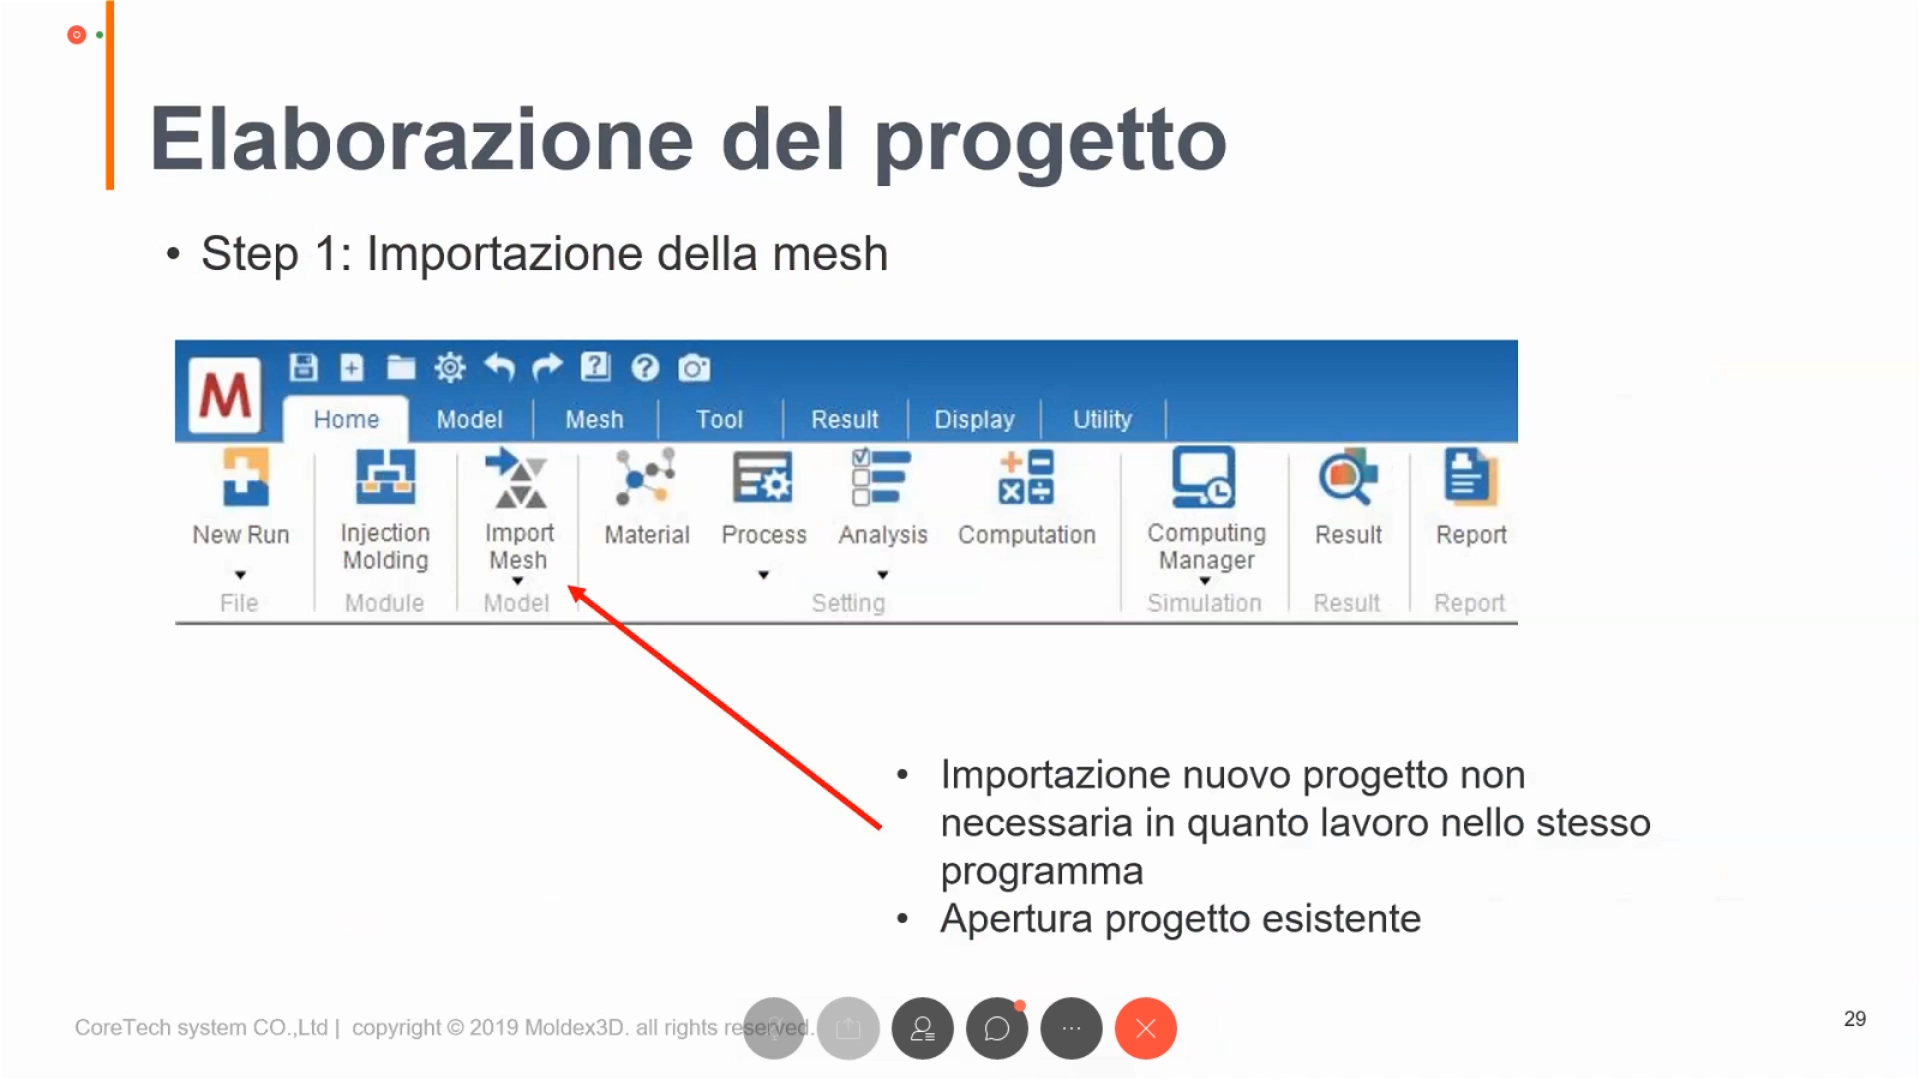 Elaborazione del progetto
• Step 1: Importazione della mesh
M
Home Model Mesh Tool Result Display Utility
New Run
Injection Molding
Import Mesh
Material
Process
Analysis
Computation
Computing Manager
Result
Report
File Module Model Setting Simulation Result Report
• Importazione nuovo progetto non
necessaria in quanto lavoro nello stesso
programma
• Apertura progetto esistente
CoreTech system CO.,Ltd | copyright © 2019 Moldex3D. all rights reserved.
29